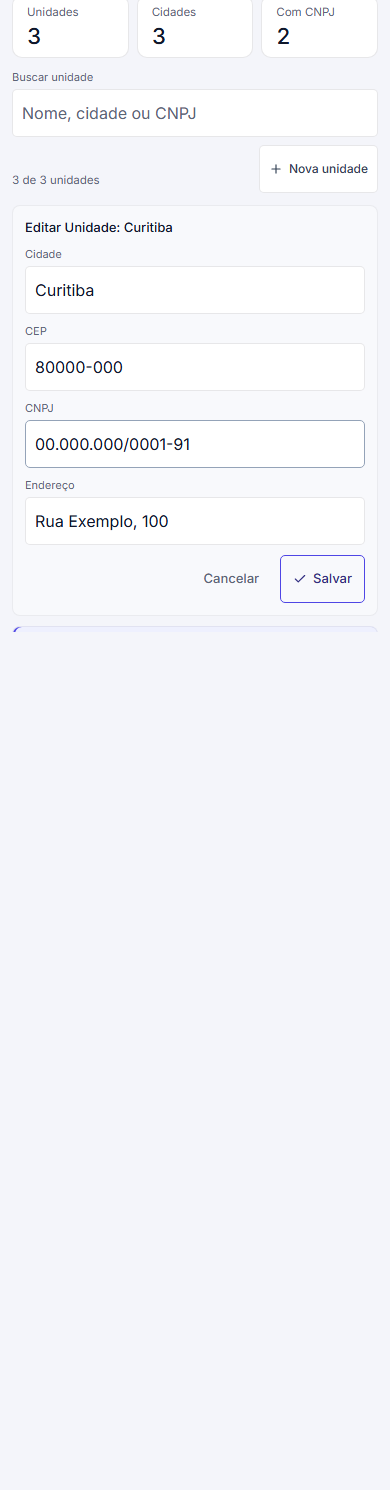 Unidades
3
Cidades
3
Com CNPJ
2
Buscar unidade
Nome, cidade ou CNPJ
3 de 3 unidades
Nova unidade
Editar Unidade: Curitiba
Cidade
Curitiba
CEP
80000-000
CNPJ
00.000.000/0001-91
Endereço
Rua Exemplo, 100
Cancelar
Salvar